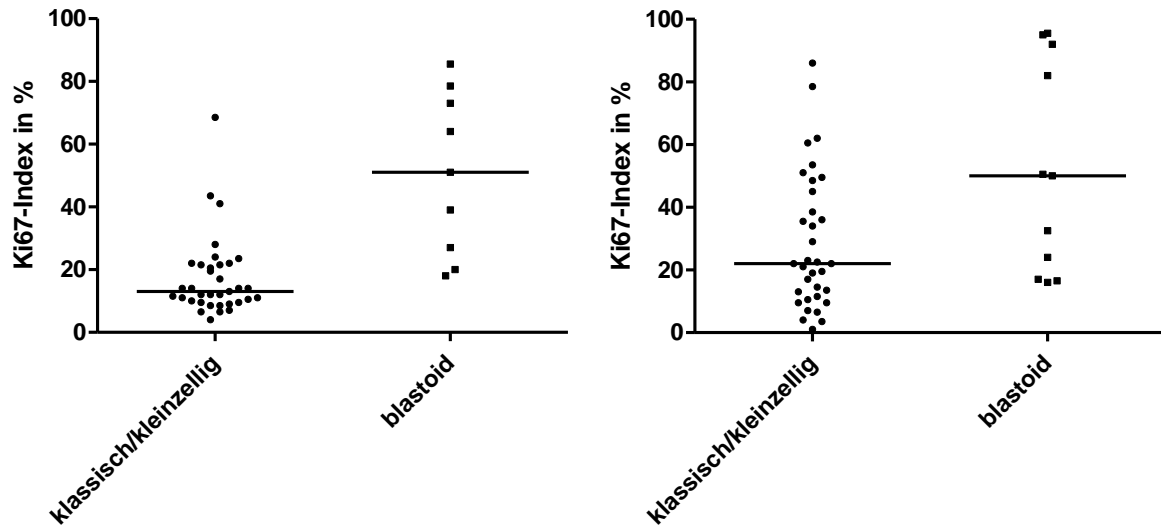 Ki67-Index in %
100
80
60
40
20
0
klassisch/kleinzellig
blastoid
Ki67-Index in %
100
80
60
40
20
0
klassisch/kleinzellig
blastoid